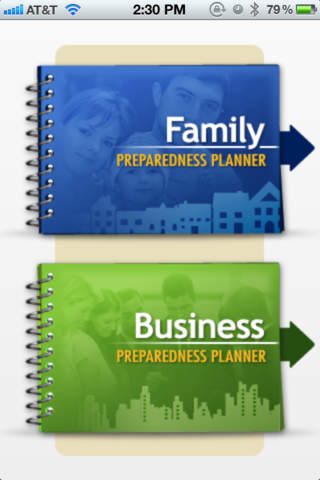 AT&T 2:30 PM 79%
Family
PREPAREDNESS PLANNER
Business
PREPAREDNESS PLANNER